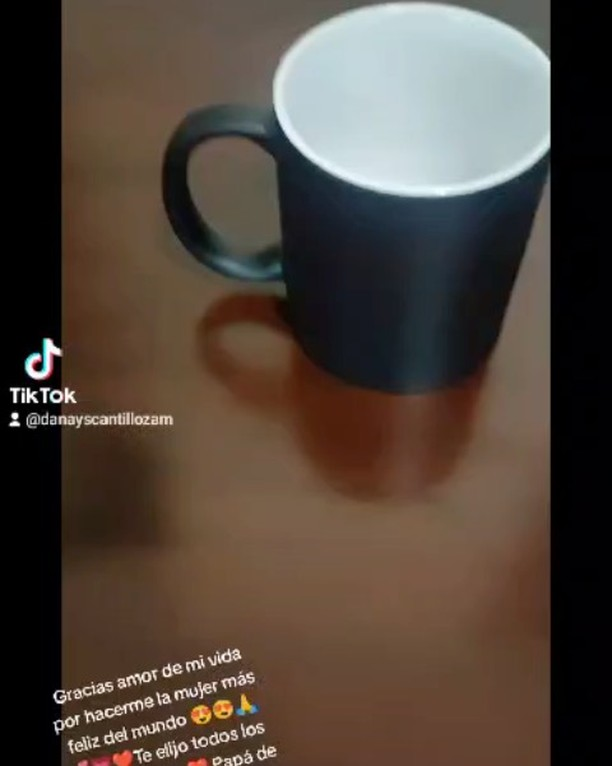 TikTok
@danayscantillozam
Gracias amor de mi vida
por hacerme la mujer más
feliz del mundo 😍😍🙏
❤️Te elijo todos los
❤️ Papá de